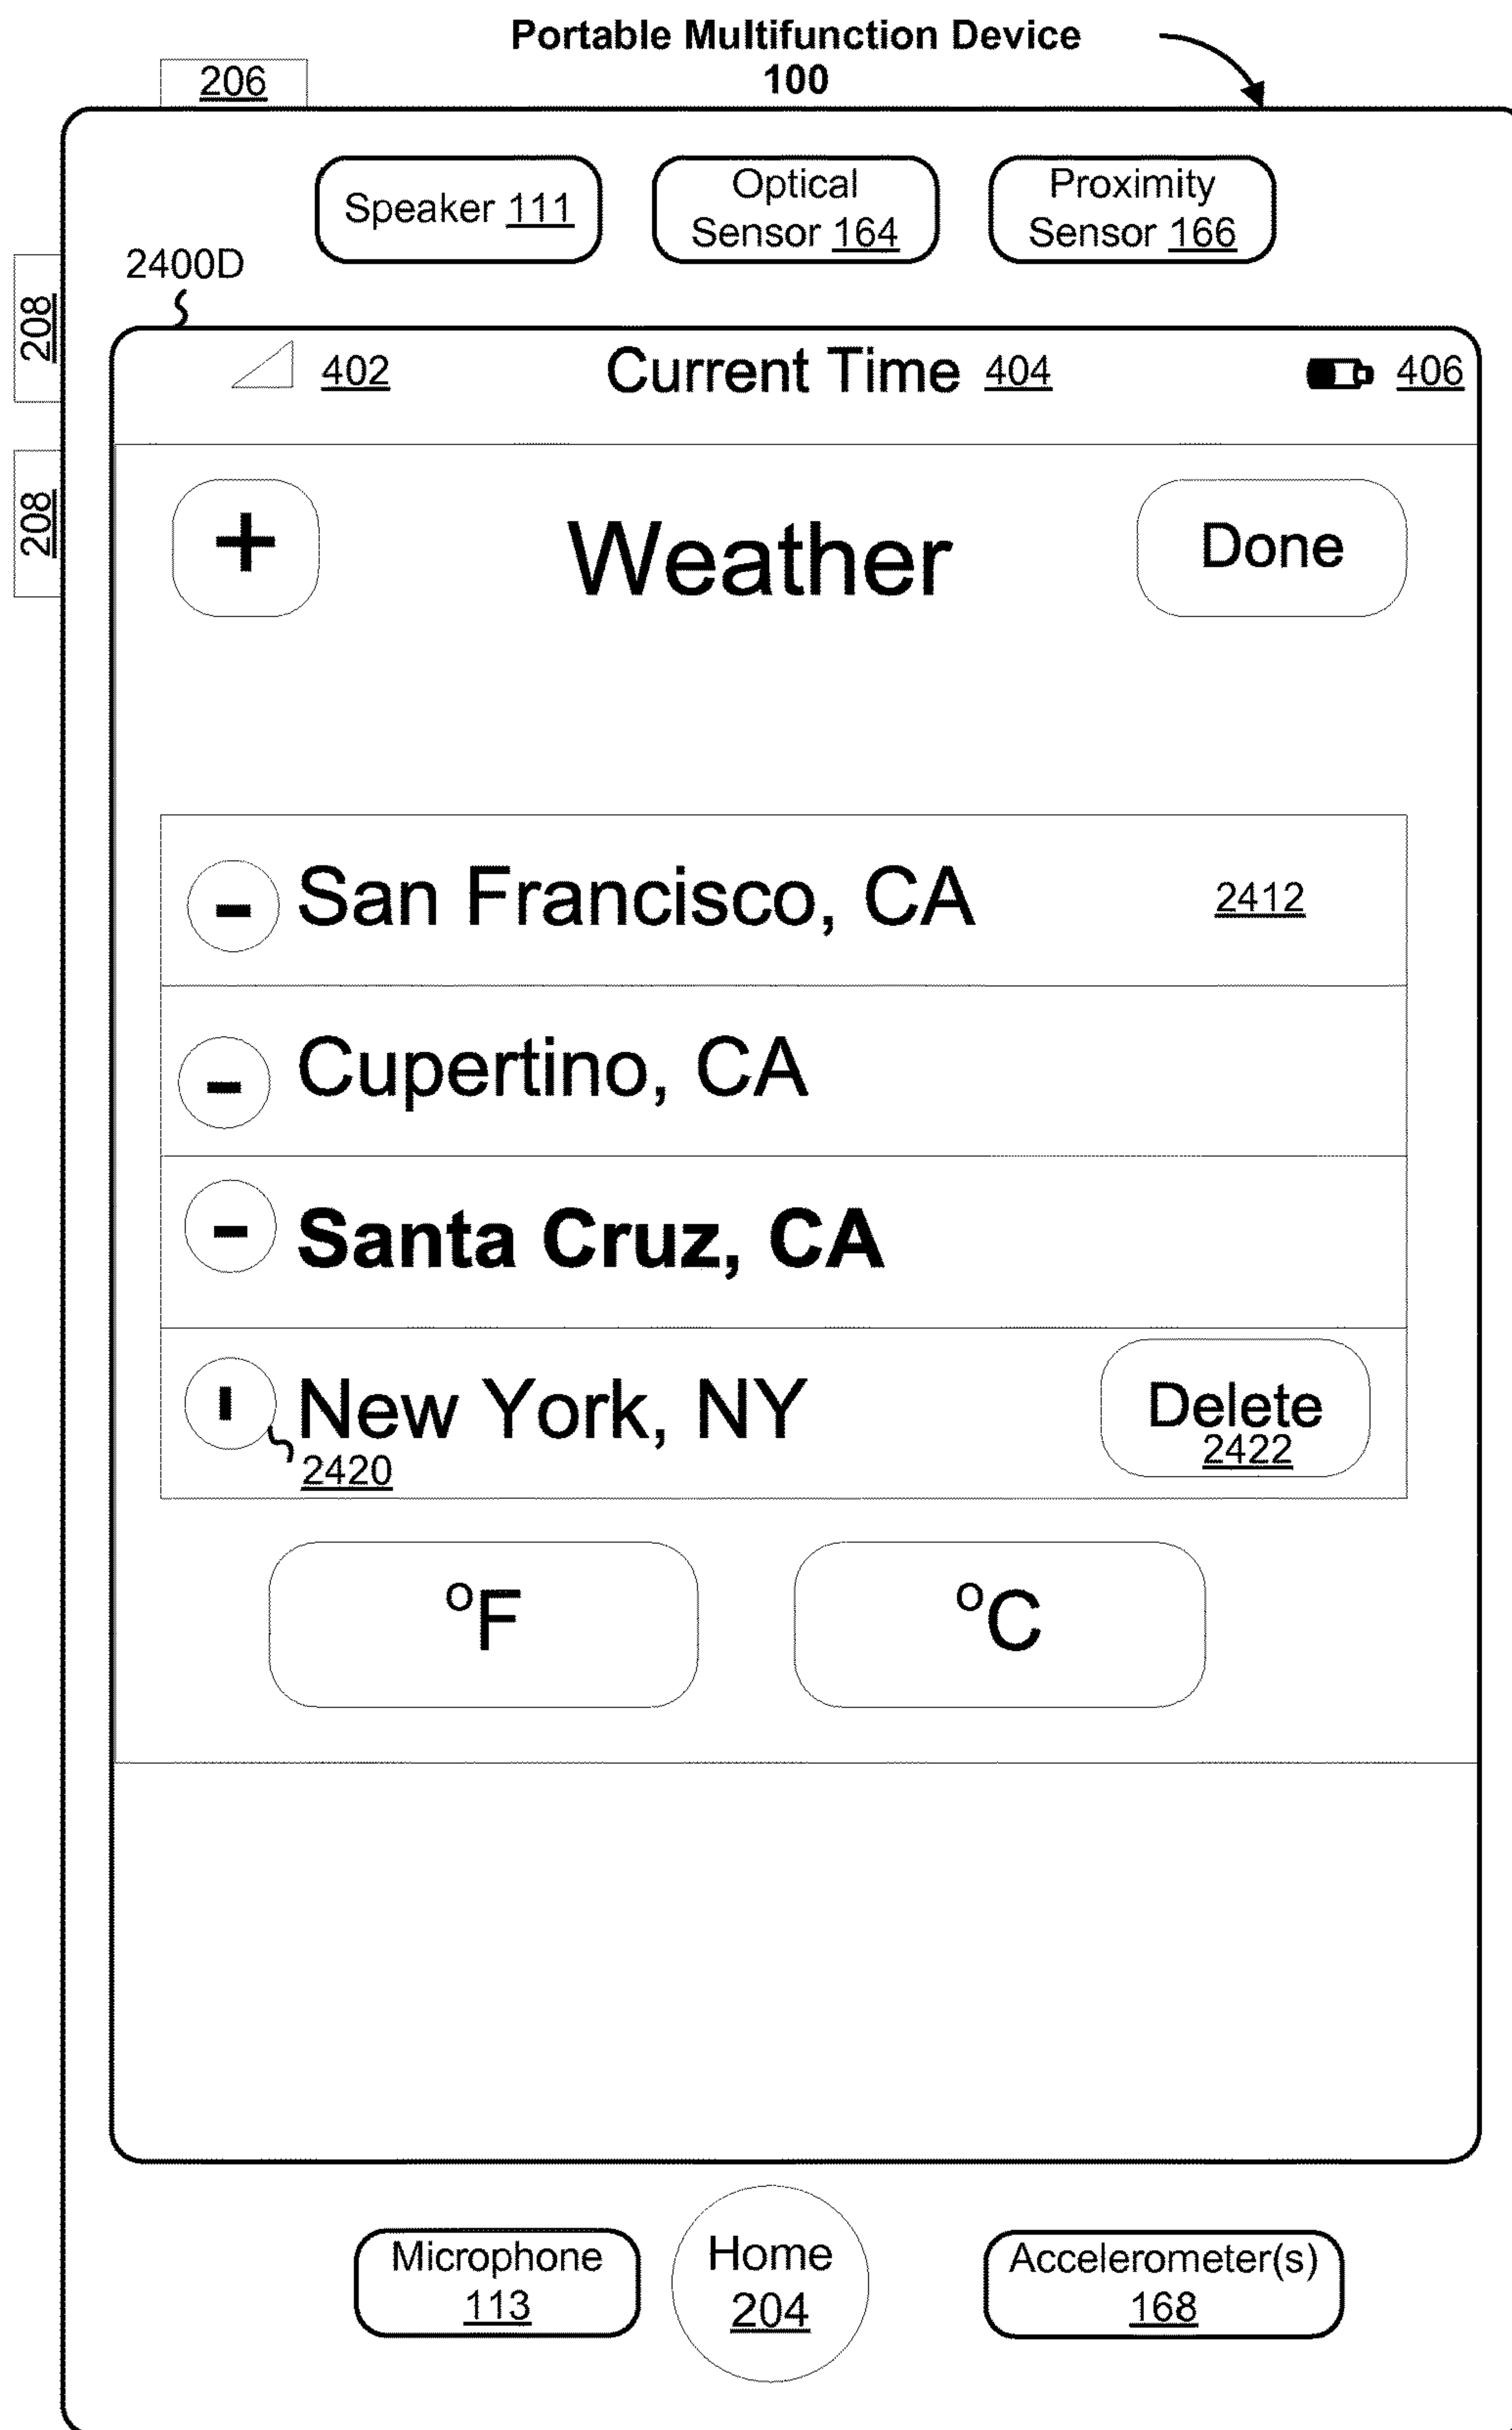 Portable Multifunction Device
100
206
Speaker 111
Optical
Sensor 164
Proximity
Sensor 166
2400D
208
208
402
Current Time 404
406
+
Weather
Done
- San Francisco, CA 2412
- Cupertino, CA
- Santa Cruz, CA
New York, NY
2420
Delete
2422
ºF
ºC
Microphone
113
Home
204
Accelerometer(s)
168